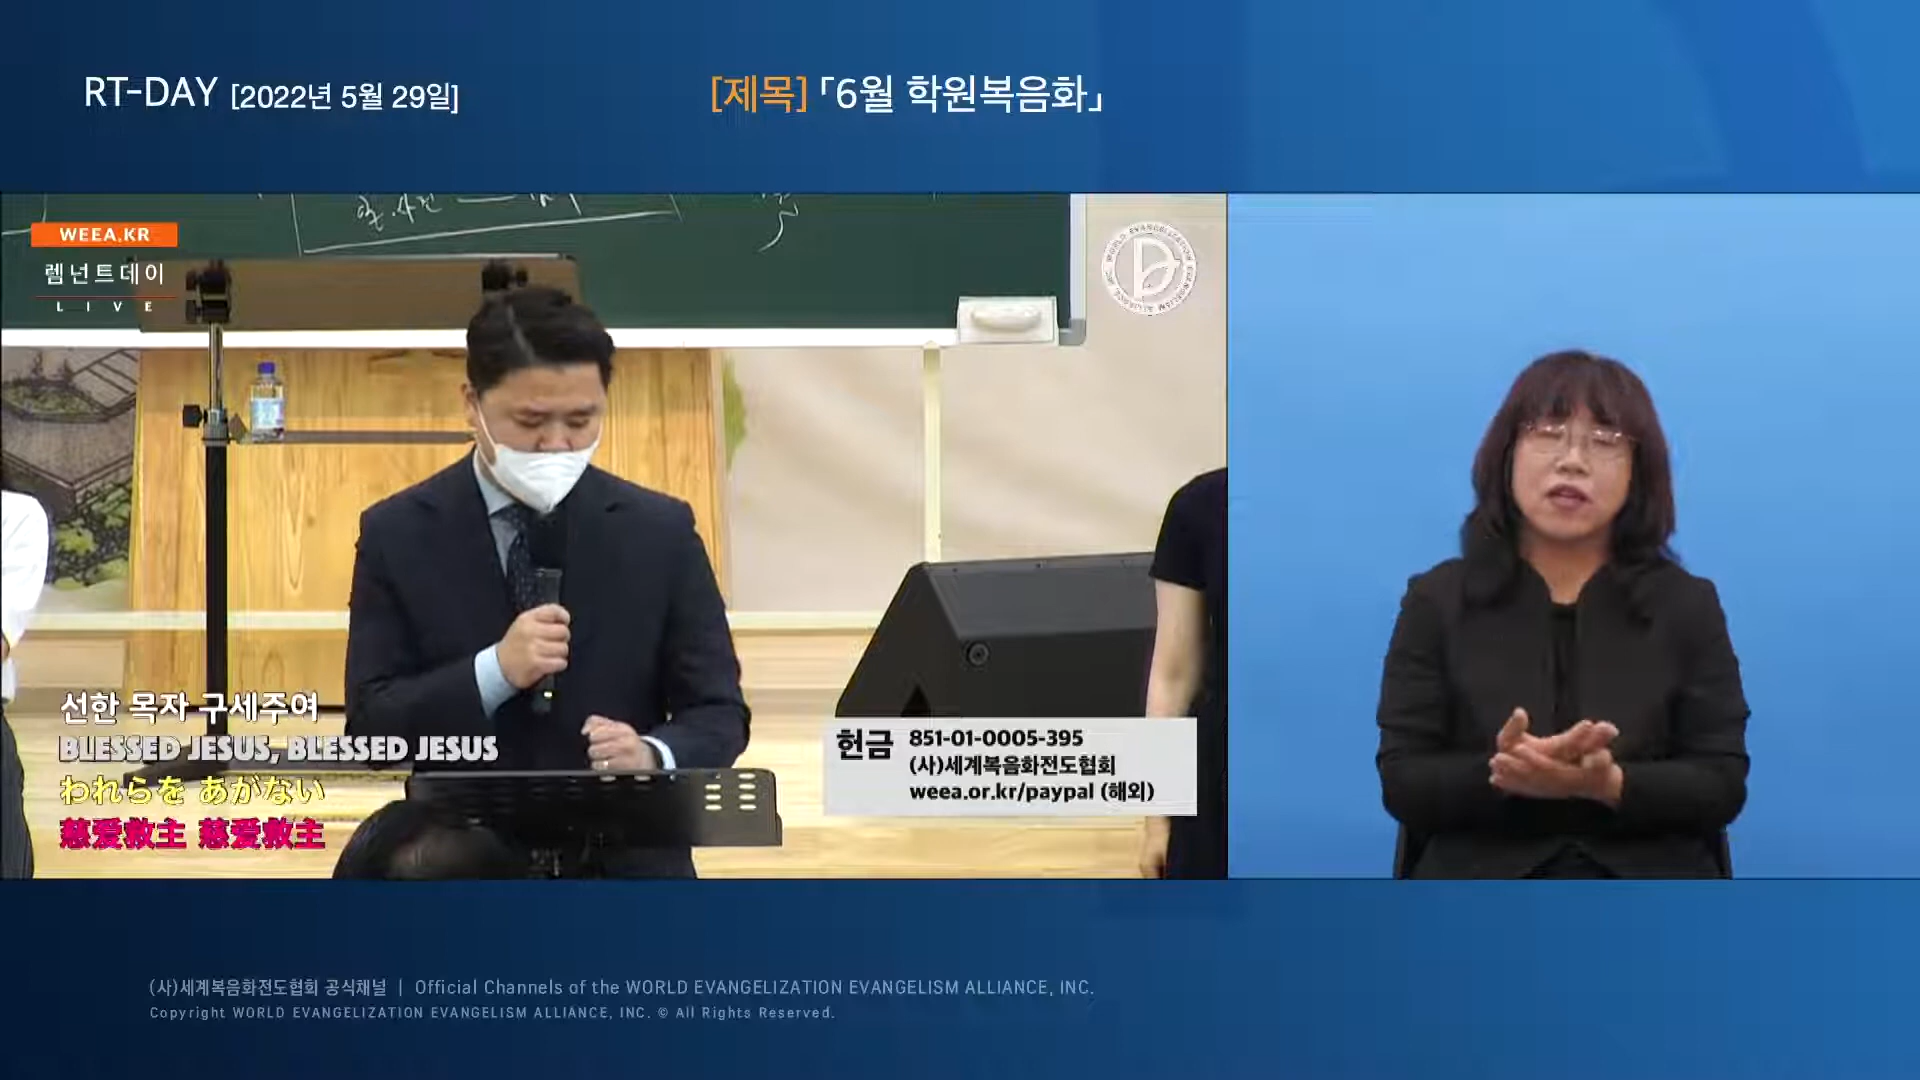 RT-DAY [2022년 5월 29일]
[제목] 「6월 학원복음화」
WEEA.KR
렘넌트데이
LIVE
선한 목자 구세주여
BLESSED JESUS, BLESSED JESUS
われらを あがない
慈爱救主 慈爱救主
헌금 851-01-0005-395
(사)세계복음화전도협회
weea.or.kr/paypal (해외)
(사)세계복음화전도협회 공식채널 | Official Channels of the WORLD EVANGELIZATION EVANGELISM ALLIANCE, INC.
Copyright WORLD EVANGELIZATION EVANGELISM ALLIANCE, INC. © All Rights Reserved.